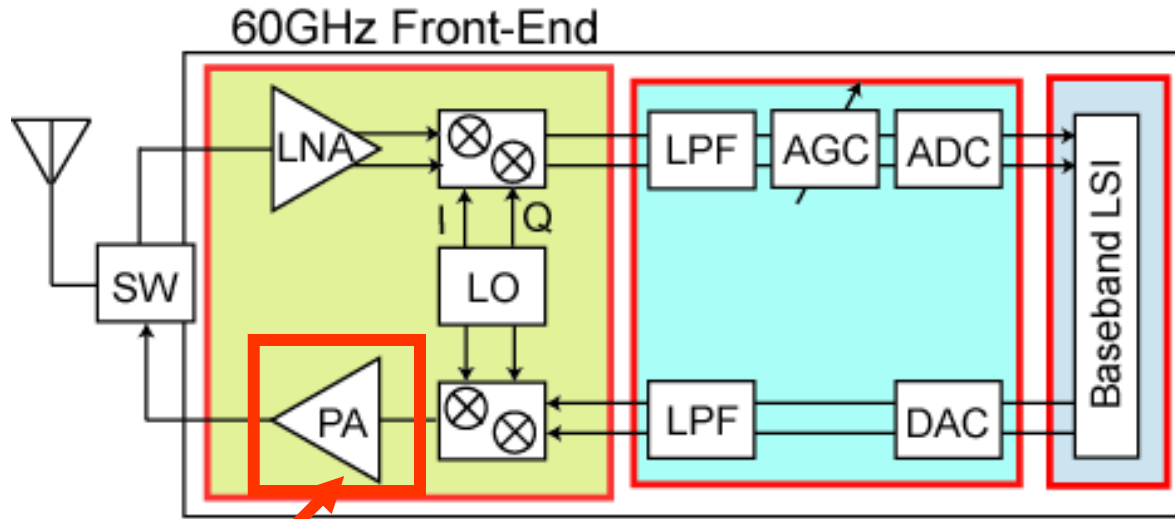 60GHz Front-End
LNA
LPF
AGC
ADC
I
Q
SW
LO
PA
LPF
DAC
Baseband LSI